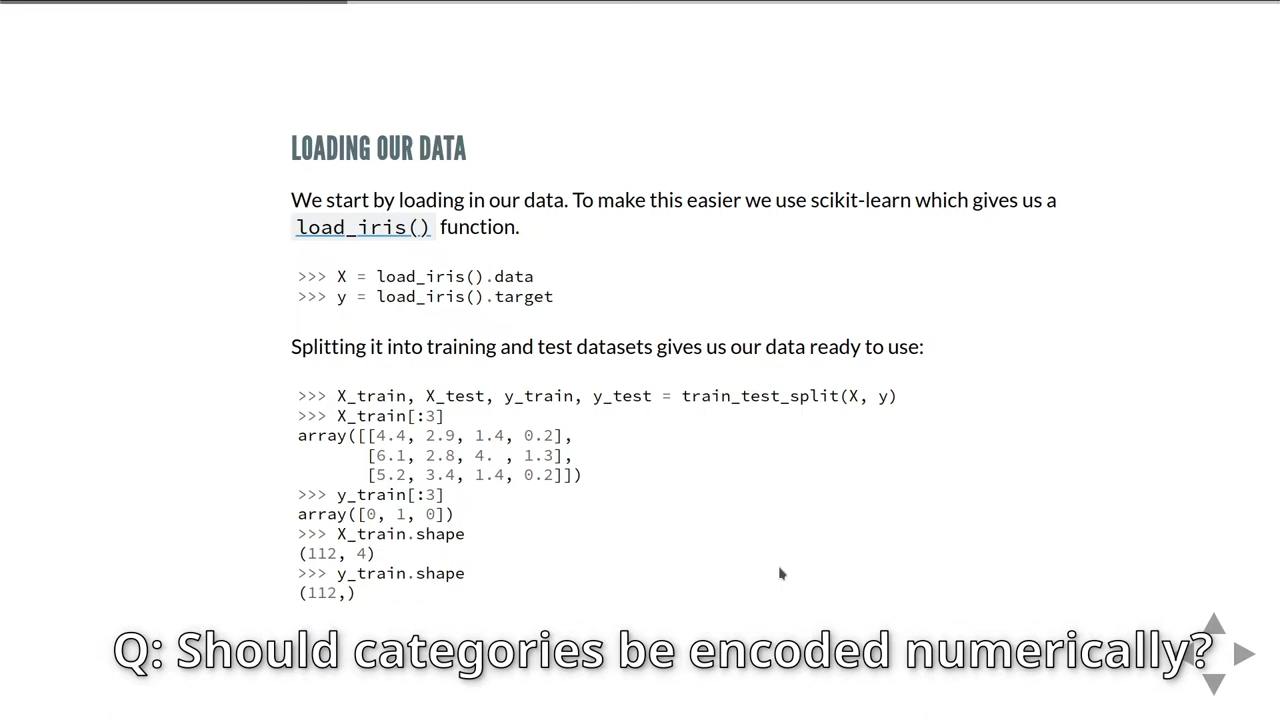 LOADING OUR DATA
We start by loading in our data. To make this easier we use scikit-learn which gives us a
load_iris() function.
>>> X = load_iris().data
>>> y = load_iris().target
Splitting it into training and test datasets gives us our data ready to use:
>>> X_train, X_test, y_train, y_test = train_test_split(X, y)
>>> X_train[:3]
array([[4.4, 2.9, 1.4, 0.2],
       [6.1, 2.8, 4. , 1.3],
       [5.2, 3.4, 1.4, 0.2]])
>>> y_train[:3]
array([0, 1, 0])
>>> X_train.shape
(112, 4)
>>> y_train.shape
(112,)
Q: Should categories be encoded numerically?